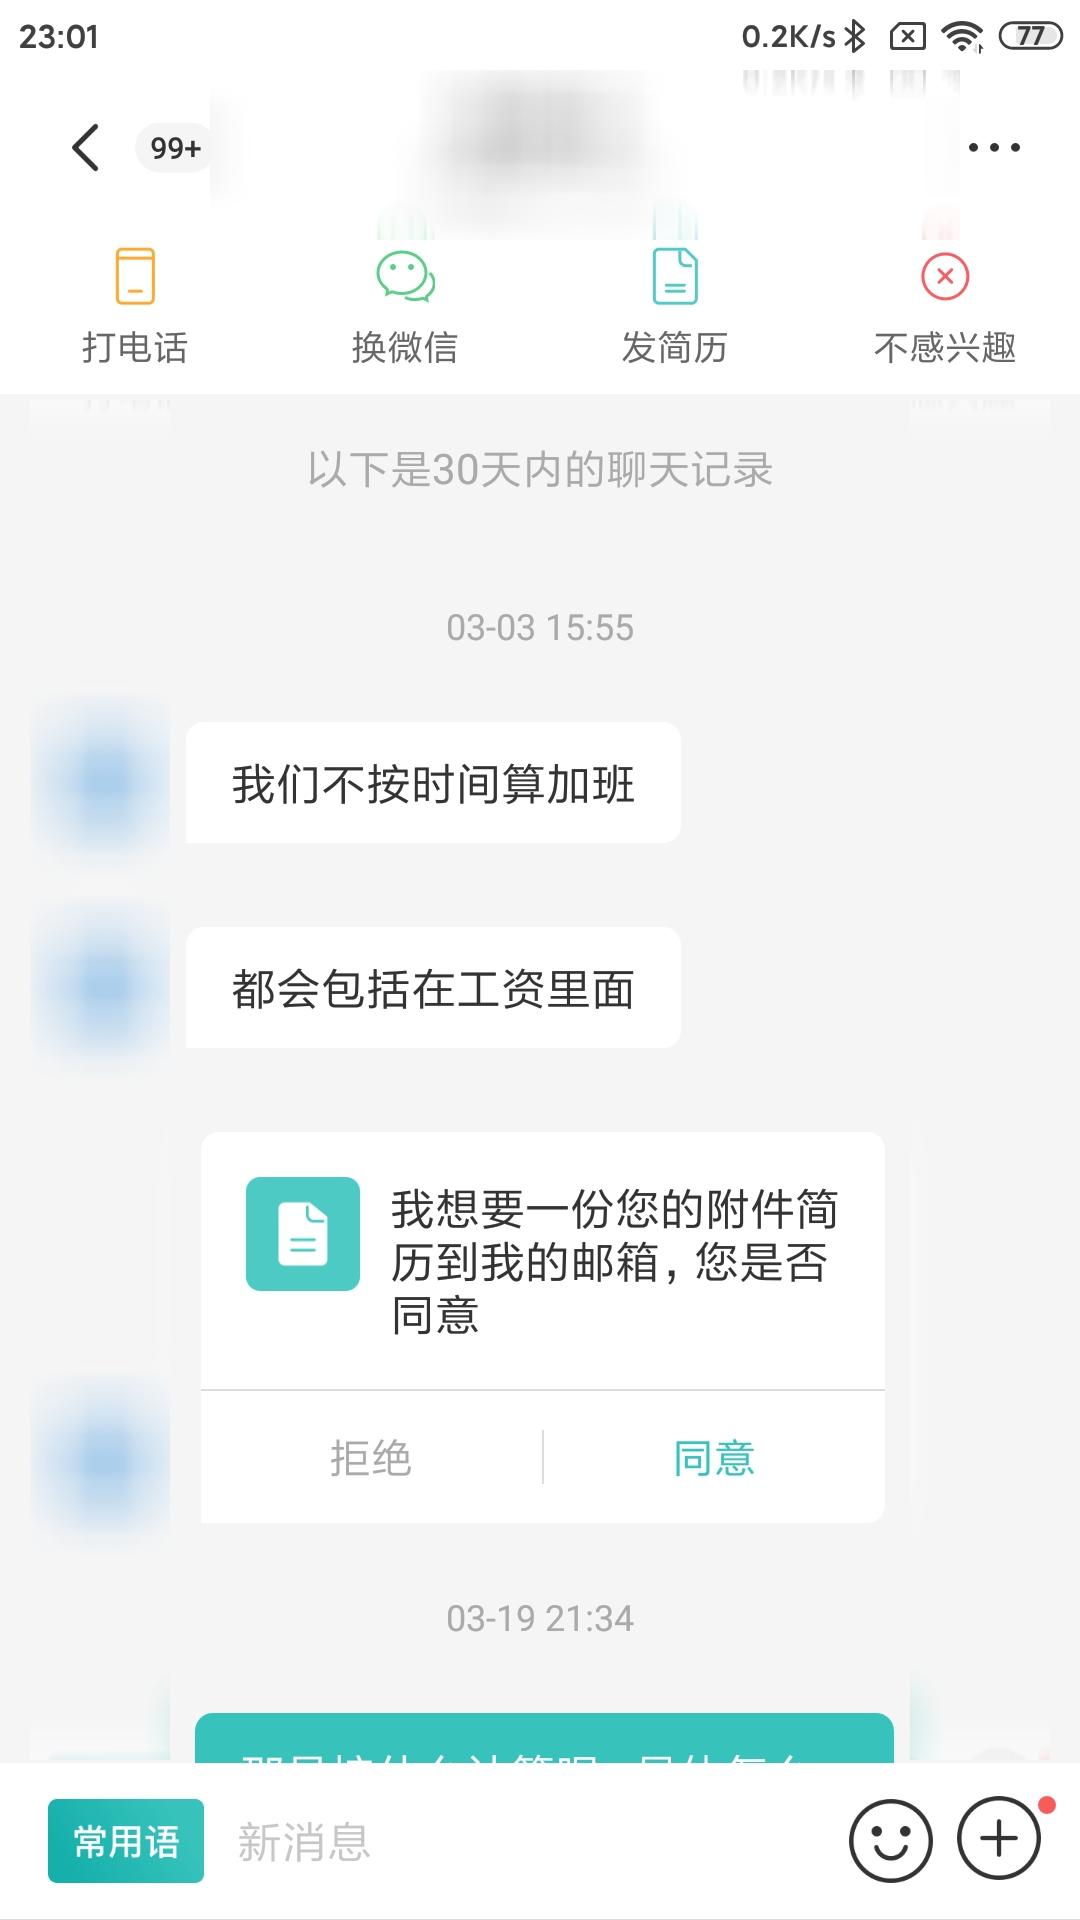 23:01
0.2K/s
77
99+
打电话
换微信
发简历
不感兴趣
以下是30天内的聊天记录
03-03 15:55
我们不按时间算加班
都会包括在工资里面
我想要一份您的附件简
历到我的邮箱，您是否
同意
拒绝
同意
03-19 21:34
常用语
新消息